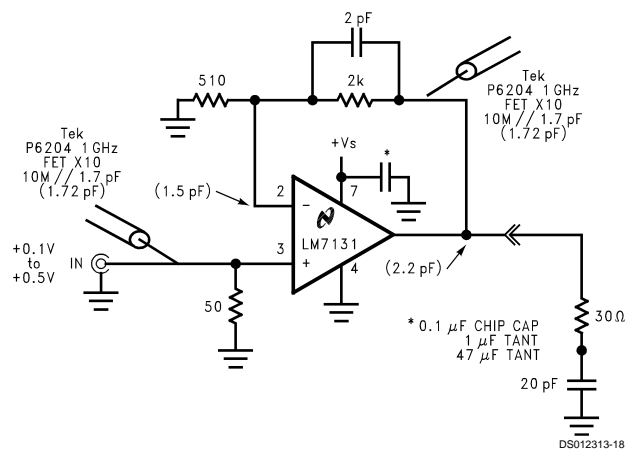 2 pF
510
2k
Tek
P6204 1 GHz
FET X10
10M // 1.7 pF
(1.72 pF)
Tek
P6204 1 GHz
FET X10
10M // 1.7 pF
(1.72 pF)
+Vs
*
(1.5 pF)
2
7
−
LM7131
3
+
4
+0.1V
to
+0.5V
IN
50
(2.2 pF)
30Ω
* 0.1 µF CHIP CAP
1 µF TANT
47 µF TANT
20 pF
DS012313-18